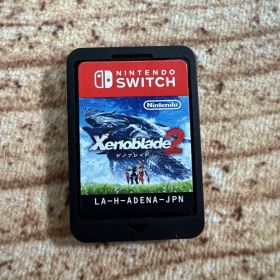 NINTENDO
SWITCH
Nintendo
Xenoblade2
ゼノブレイド
LA-H-ADENA-JPN